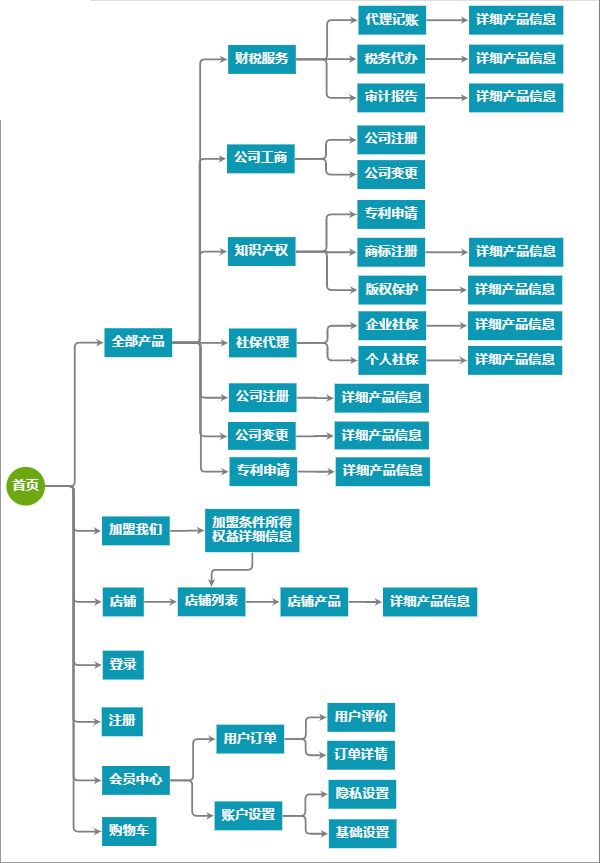 代理记账
详细产品信息
财税服务
税务代办
详细产品信息
审计报告
详细产品信息
公司注册
公司工商
公司变更
专利申请
知识产权
商标注册
详细产品信息
版权保护
详细产品信息
企业社保
详细产品信息
全部产品
社保代理
个人社保
详细产品信息
公司注册
详细产品信息
公司变更
详细产品信息
专利申请
详细产品信息
首页
加盟我们
加盟条件所得
权益详细信息
店铺
店铺列表
店铺产品
详细产品信息
登录
注册
用户评价
用户订单
订单详情
会员中心
隐私设置
账户设置
基础设置
购物车